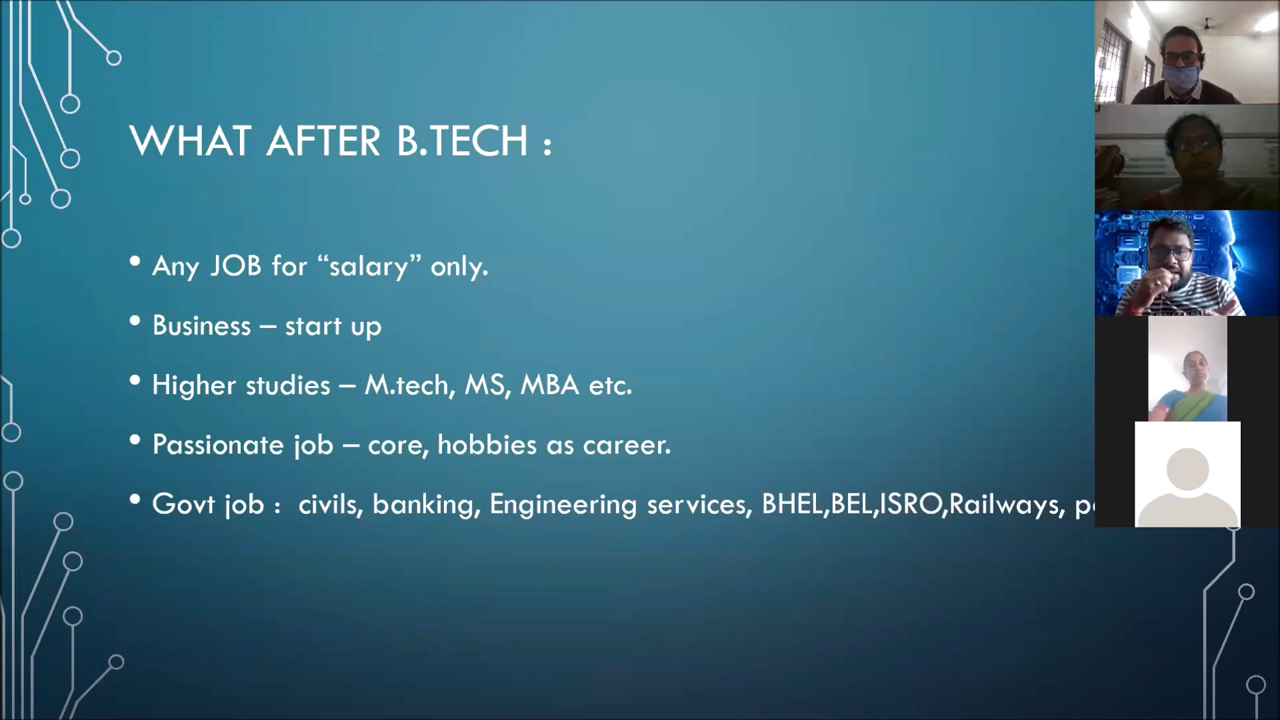 WHAT AFTER B.TECH :
• Any JOB for “salary” only.
• Business – start up
• Higher studies – M.tech, MS, MBA etc.
• Passionate job – core, hobbies as career.
• Govt job : civils, banking, Engineering services, BHEL,BEL,ISRO,Railways,